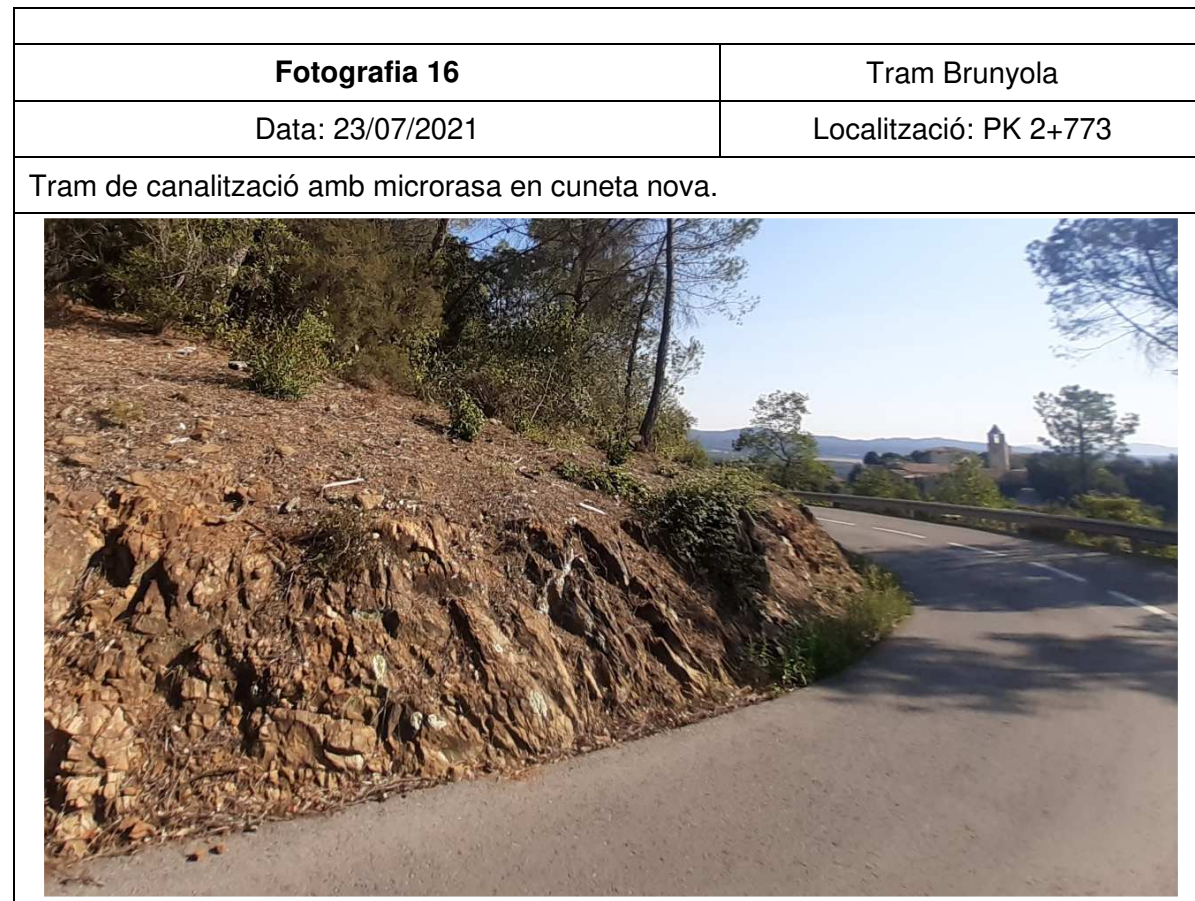 Fotografia 16
Tram Brunyola
Data: 23/07/2021
Localització: PK 2+773
Tram de canalització amb microrasa en cuneta nova.